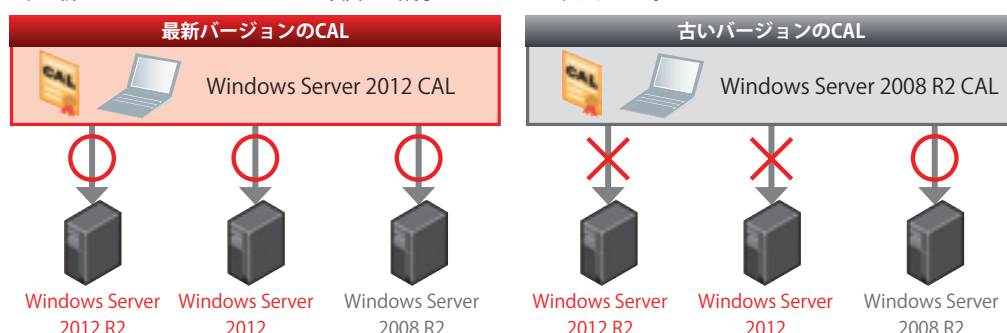 最新バージョンのCAL
CAL
Windows Server 2012 CAL
Windows Server
2012 R2
Windows Server
2012
Windows Server
2008 R2
古いバージョンのCAL
CAL
Windows Server 2008 R2 CAL
Windows Server
2012 R2
Windows Server
2012
Windows Server
2008 R2